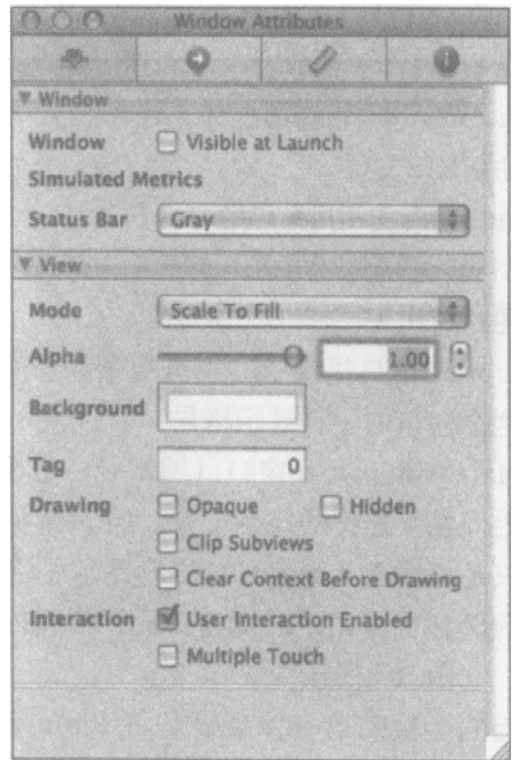 Window Attributes
Window
Window Visible at Launch
Simulated Metrics
Status Bar Gray
View
Mode Scale To Fill
Alpha 1.00
Background
Tag 0
Drawing Opaque Hidden
Clip Subviews
Clear Context Before Drawing
Interaction User Interaction Enabled
Multiple Touch